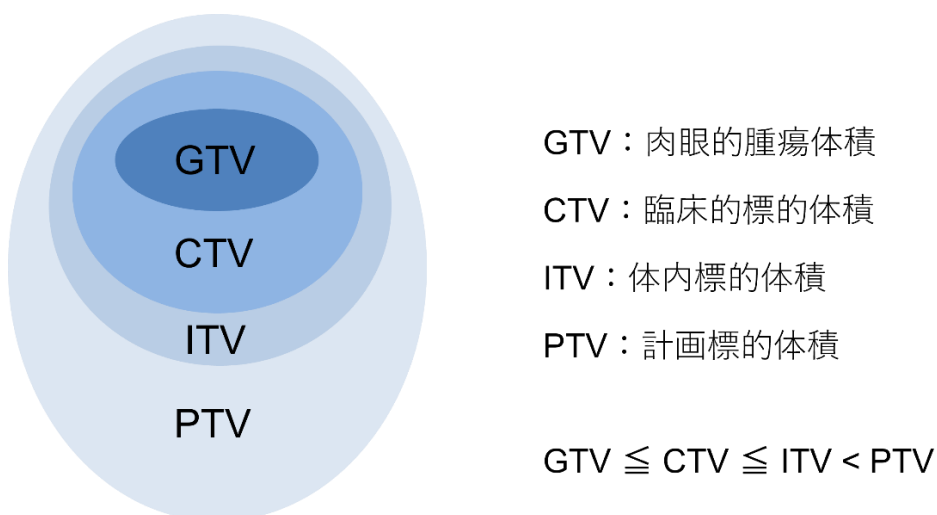 GTV
CTV
ITV
PTV
GTV：肉眼的腫瘍体積
CTV：臨床的標的体積
ITV：体内標的体積
PTV：計画標的体積
GTV ≦ CTV ≦ ITV < PTV